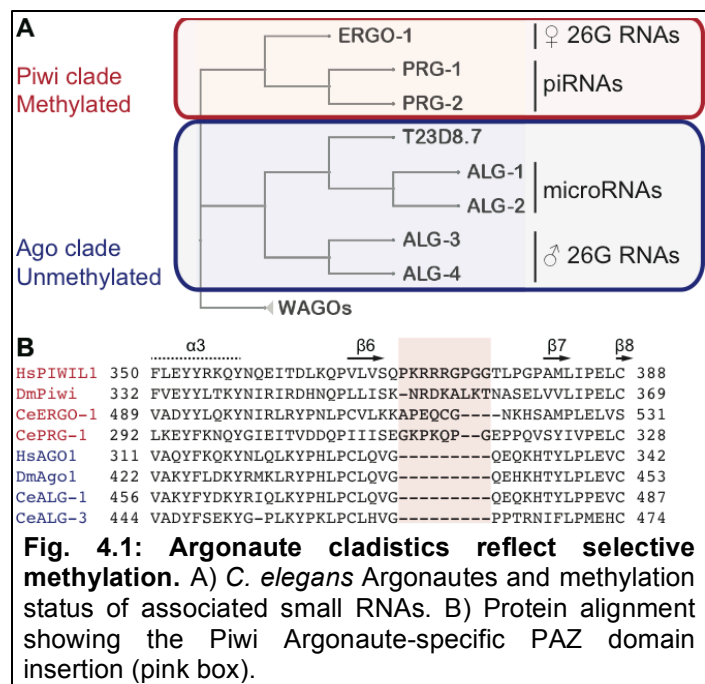 A
ERGO-1
♀ 26G RNAs
Piwi clade
Methylated
PRG-1
PRG-2
piRNAs
T23D8.7
ALG-1
ALG-2
microRNAs
Ago clade
Unmethylated
ALG-3
ALG-4
♂ 26G RNAs
WAGOs
B
α3 β6 β7 β8
HsPIWIL1 350 FLEYYRKQYNQEITDLKQPVLVSQPKRRRGPGGTLPGPAMLIPELC 388
DmPiwi 332 FVEYYLTKYNIRIRDHNQPLLISK-NRDKALKTNASELVVLIPELC 369
CeERGO-1 489 VADYYLQKYNIRLRYPNLPCVLKKAPEQCG----NKHSAMPLELVS 531
CePRG-1 292 LKEYFKNQYGIEITVDDQPIIISEGKPKQP--GEPPQVSYIVPELC 328
HsAGO1 311 VAQYFKQKYNLQLKYPHLPCLQVG---------QEQKHTYLPLEVC 342
DmAgo1 422 VAKYFLDKYRMKLRYPHLPCLQVG---------QEHKHTYLPLEVC 453
CeALG-1 456 VAKYFYDKYRIQLKYPHLPCLQVG---------QEQKHTYLPPEVC 487
CeALG-3 444 VADYFSEKYG-PLKYPKLPCLHVG---------PPTRNIFLPMEHC 474
Fig. 4.1: Argonaute cladistics reflect selective
methylation. A) C. elegans Argonautes and methylation
status of associated small RNAs. B) Protein alignment
showing the Piwi Argonaute-specific PAZ domain
insertion (pink box).